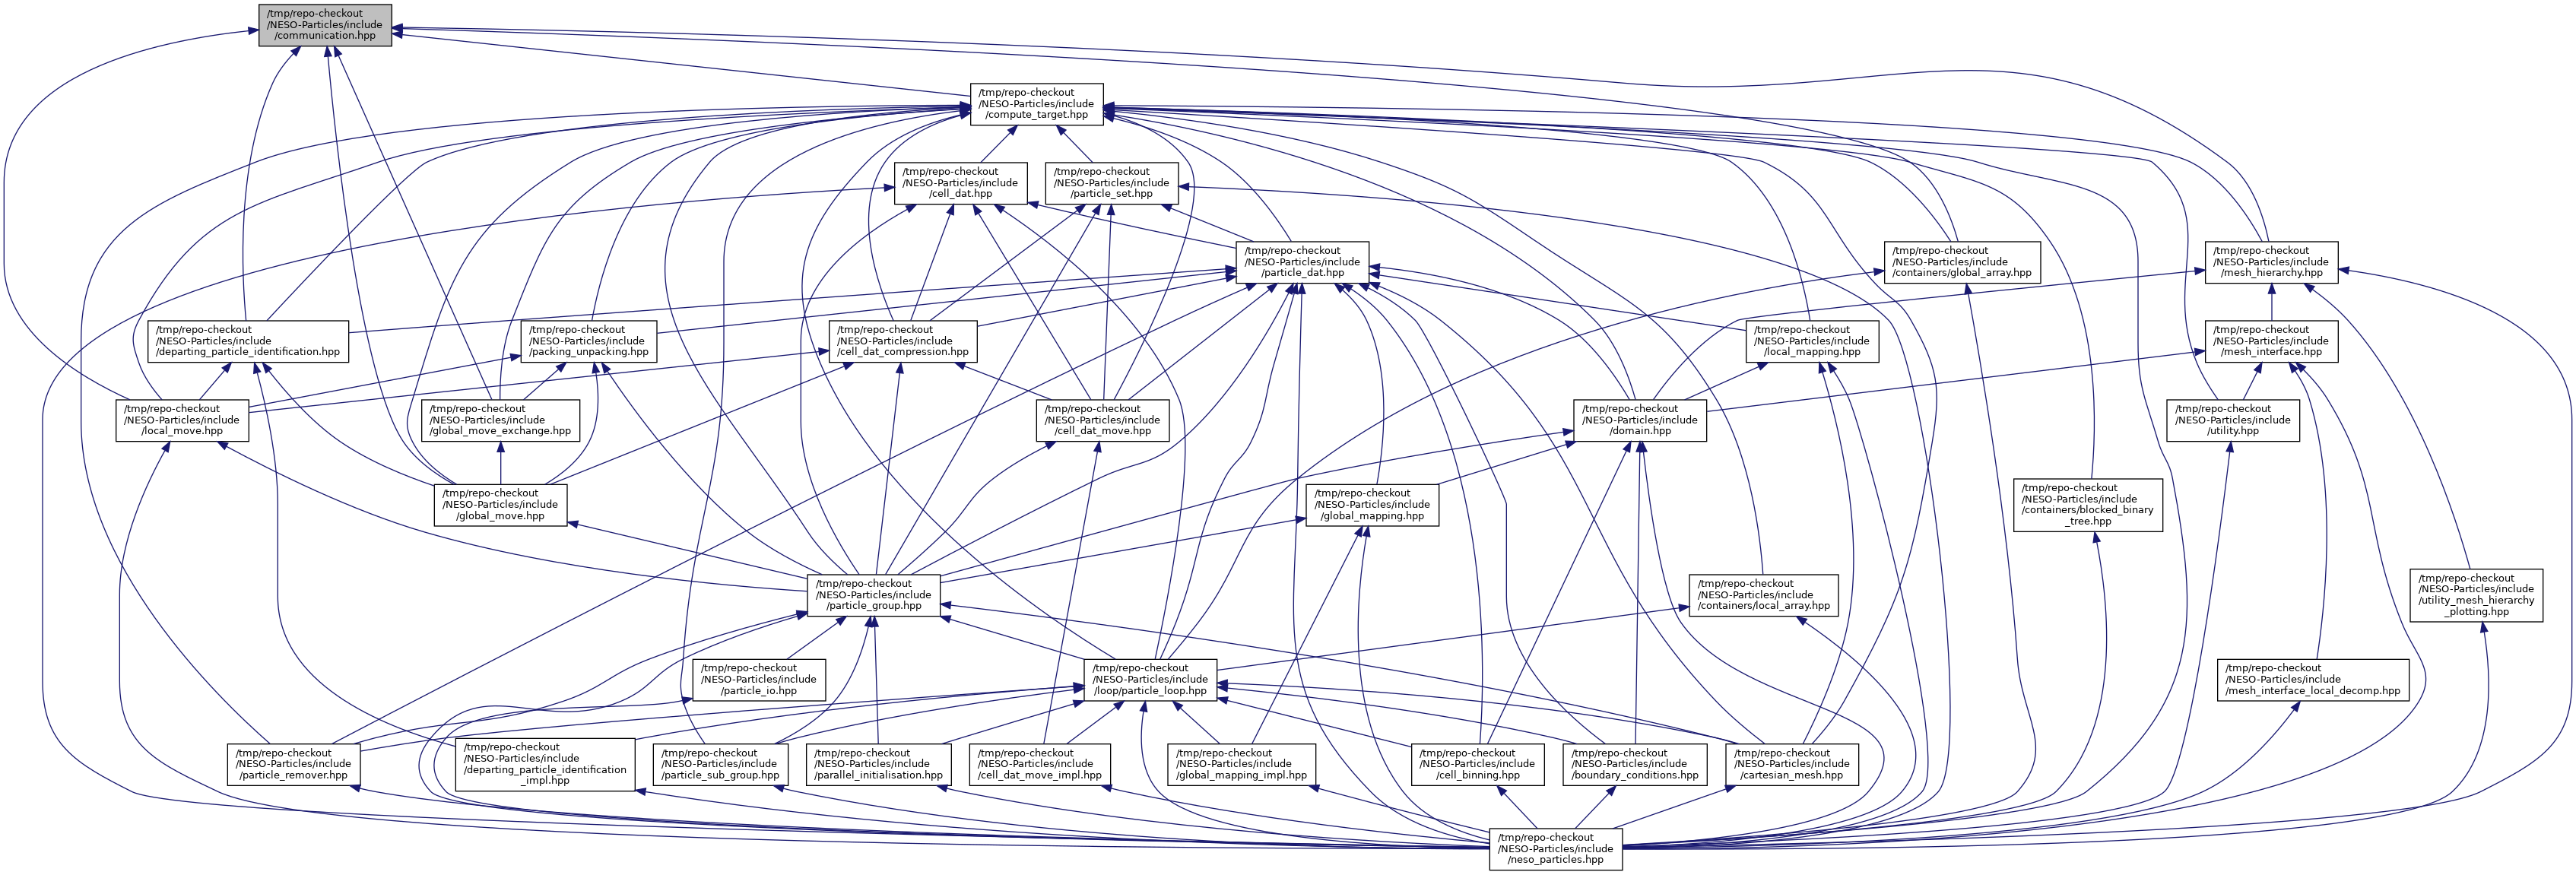 /tmp/repo-checkout
/NESO-Particles/include
/communication.hpp
/tmp/repo-checkout
/NESO-Particles/include
/compute_target.hpp
/tmp/repo-checkout
/NESO-Particles/include
/cell_dat.hpp
/tmp/repo-checkout
/NESO-Particles/include
/particle_set.hpp
/tmp/repo-checkout
/NESO-Particles/include
/particle_dat.hpp
/tmp/repo-checkout
/NESO-Particles/include
/containers/global_array.hpp
/tmp/repo-checkout
/NESO-Particles/include
/mesh_hierarchy.hpp
/tmp/repo-checkout
/NESO-Particles/include
/departing_particle_identification.hpp
/tmp/repo-checkout
/NESO-Particles/include
/packing_unpacking.hpp
/tmp/repo-checkout
/NESO-Particles/include
/cell_dat_compression.hpp
/tmp/repo-checkout
/NESO-Particles/include
/local_mapping.hpp
/tmp/repo-checkout
/NESO-Particles/include
/mesh_interface.hpp
/tmp/repo-checkout
/NESO-Particles/include
/local_move.hpp
/tmp/repo-checkout
/NESO-Particles/include
/global_move_exchange.hpp
/tmp/repo-checkout
/NESO-Particles/include
/cell_dat_move.hpp
/tmp/repo-checkout
/NESO-Particles/include
/domain.hpp
/tmp/repo-checkout
/NESO-Particles/include
/utility.hpp
/tmp/repo-checkout
/NESO-Particles/include
/global_move.hpp
/tmp/repo-checkout
/NESO-Particles/include
/global_mapping.hpp
/tmp/repo-checkout
/NESO-Particles/include
/containers/blocked_binary
_tree.hpp
/tmp/repo-checkout
/NESO-Particles/include
/particle_group.hpp
/tmp/repo-checkout
/NESO-Particles/include
/containers/local_array.hpp
/tmp/repo-checkout
/NESO-Particles/include
/utility_mesh_hierarchy
_plotting.hpp
/tmp/repo-checkout
/NESO-Particles/include
/particle_io.hpp
/tmp/repo-checkout
/NESO-Particles/include
/loop/particle_loop.hpp
/tmp/repo-checkout
/NESO-Particles/include
/mesh_interface_local_decomp.hpp
/tmp/repo-checkout
/NESO-Particles/include
/particle_remover.hpp
/tmp/repo-checkout
/NESO-Particles/include
/departing_particle_identification
_impl.hpp
/tmp/repo-checkout
/NESO-Particles/include
/particle_sub_group.hpp
/tmp/repo-checkout
/NESO-Particles/include
/parallel_initialisation.hpp
/tmp/repo-checkout
/NESO-Particles/include
/cell_dat_move_impl.hpp
/tmp/repo-checkout
/NESO-Particles/include
/global_mapping_impl.hpp
/tmp/repo-checkout
/NESO-Particles/include
/cell_binning.hpp
/tmp/repo-checkout
/NESO-Particles/include
/boundary_conditions.hpp
/tmp/repo-checkout
/NESO-Particles/include
/cartesian_mesh.hpp
/tmp/repo-checkout
/NESO-Particles/include
/neso_particles.hpp